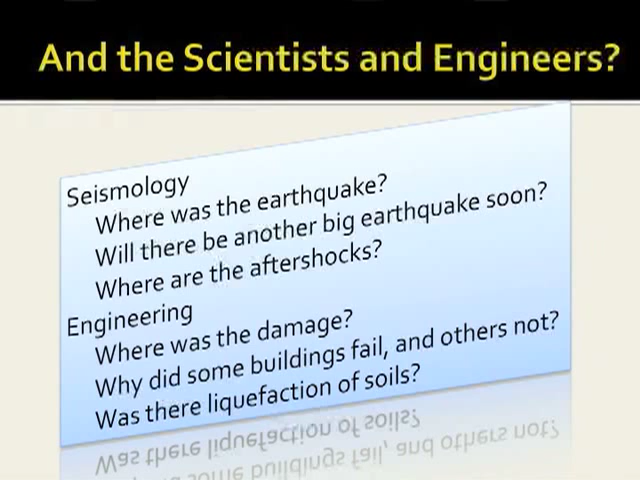 And the Scientists and Engineers?
Seismology
Where was the earthquake?
Will there be another big earthquake soon?
Where are the aftershocks?
Engineering
Where was the damage?
Why did some buildings fail, and others not?
Was there liquefaction of soils?